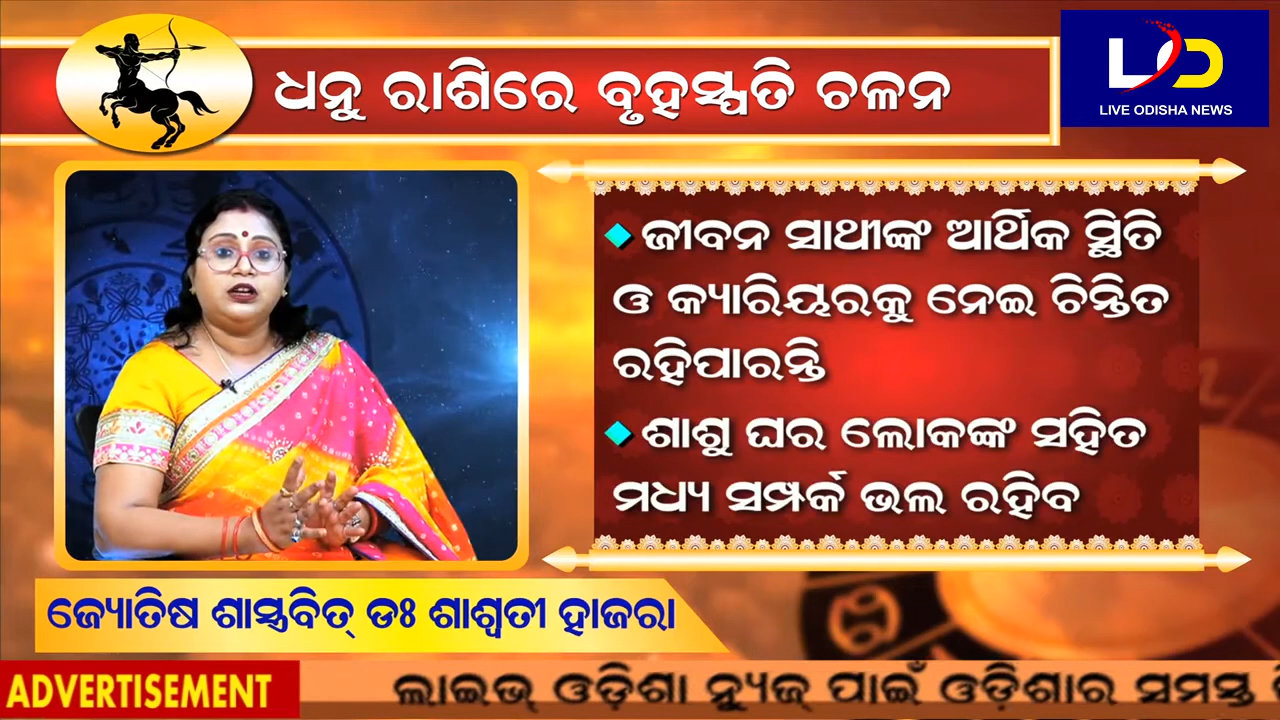 ଧନୁ ରାଶିରେ ବୃହସ୍ପତି ଚଳନ
LIVE ODISHA NEWS
ଜୀବନ ସାଥୀଙ୍କ ଆର୍ଥିକ ସ୍ଥିତି
ଓ କ୍ୟାରିୟରକୁ ନେଇ ଚିନ୍ତିତ
ରହିପାରନ୍ତି
ଶାଶୁ ଘର ଲୋକଙ୍କ ସହିତ
ମଧ୍ୟ ସମ୍ପର୍କ ଭଲ ରହିବ
ଜ୍ୟୋତିଷ ଶାସ୍ତ୍ରବିତ୍ ଡଃ ଶାଶ୍ୱତୀ ହାଜରା
ADVERTISEMENT
ଲାଇଭ୍ ଓଡ଼ିଶା ନ୍ୟୁଜ୍ ପାଇଁ ଓଡ଼ିଶାର ସମସ୍ତ